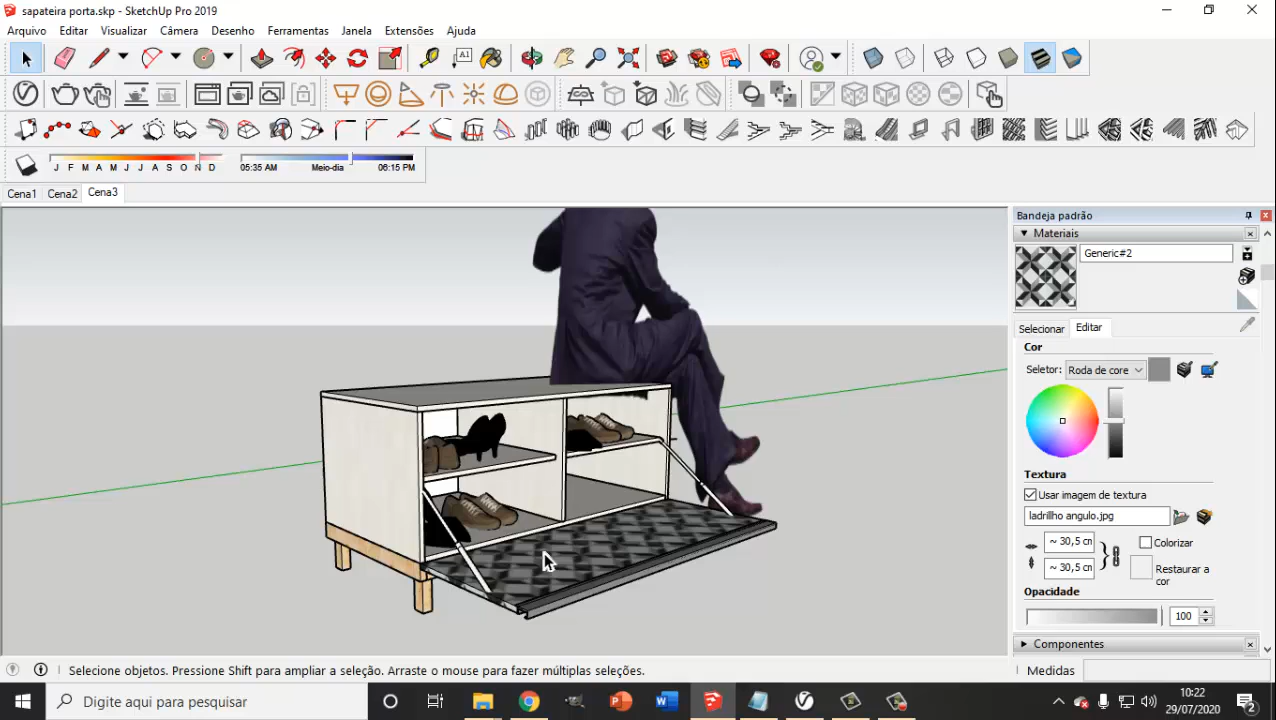 sapateira porta.skp - SketchUp Pro 2019
Arquivo Editar Visualizar Câmera Desenho Ferramentas Janela Extensões Ajuda
A1
J F M A M J J A S O N D 05:35 AM Meio-dia 06:15 PM
Cena1 Cena2 Cena3
Bandeja padrão
Materiais
Generic#2
Selecionar Editar
Cor
Seletor: Roda de core
Textura
Usar imagem de textura
ladrilho angulo.jpg
~ 30,5 cn Colorizar
~ 30,5 cn Restaurar a cor
Opacidade
100
Componentes
Selecione objetos. Pressione Shift para ampliar a seleção. Arraste o mouse para fazer múltiplas seleções. Medidas
Digite aqui para pesquisar
10:22
29/07/2020
2